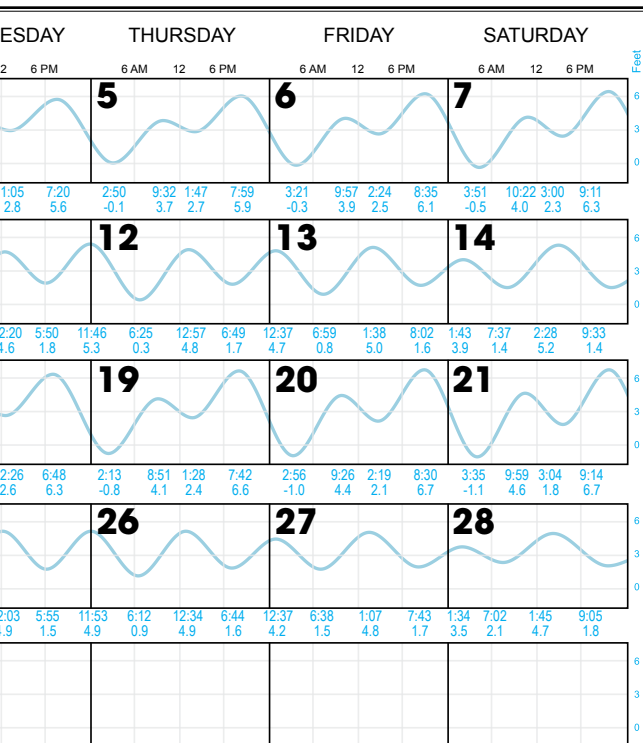 ESDAY THURSDAY FRIDAY SATURDAY
2 6 PM 6 AM 12 6 PM 6 AM 12 6 PM 6 AM 12 6 PM Feet
5 6 7
6
3
0
1:05 7:20 2:50 9:32 1:47 7:59 3:21 9:57 2:24 8:35 3:51 10:22 3:00 9:11
2.8 5.6 -0.1 3.7 2.7 5.9 -0.3 3.9 2.5 6.1 -0.5 4.0 2.3 6.3
12 13 14
6
3
0
2:20 5:50 11:46 6:25 12:57 6:49 12:37 6:59 1:38 8:02 1:43 7:37 2:28 9:33
4.6 1.8 5.3 0.3 4.8 1.7 4.7 0.8 5.0 1.6 3.9 1.4 5.2 1.4
19 20 21
6
3
0
2:26 6:48 2:13 8:51 1:28 7:42 2:56 9:26 2:19 8:30 3:35 9:59 3:04 9:14
2.6 6.3 -0.8 4.1 2.4 6.6 -1.0 4.4 2.1 6.7 -1.1 4.6 1.8 6.7
26 27 28
6
3
0
2:03 5:55 11:53 6:12 12:34 6:44 12:37 6:38 1:07 7:43 1:34 7:02 1:45 9:05
.9 1.5 4.9 0.9 4.9 1.6 4.2 1.5 4.8 1.7 3.5 2.1 4.7 1.8
6
3
0